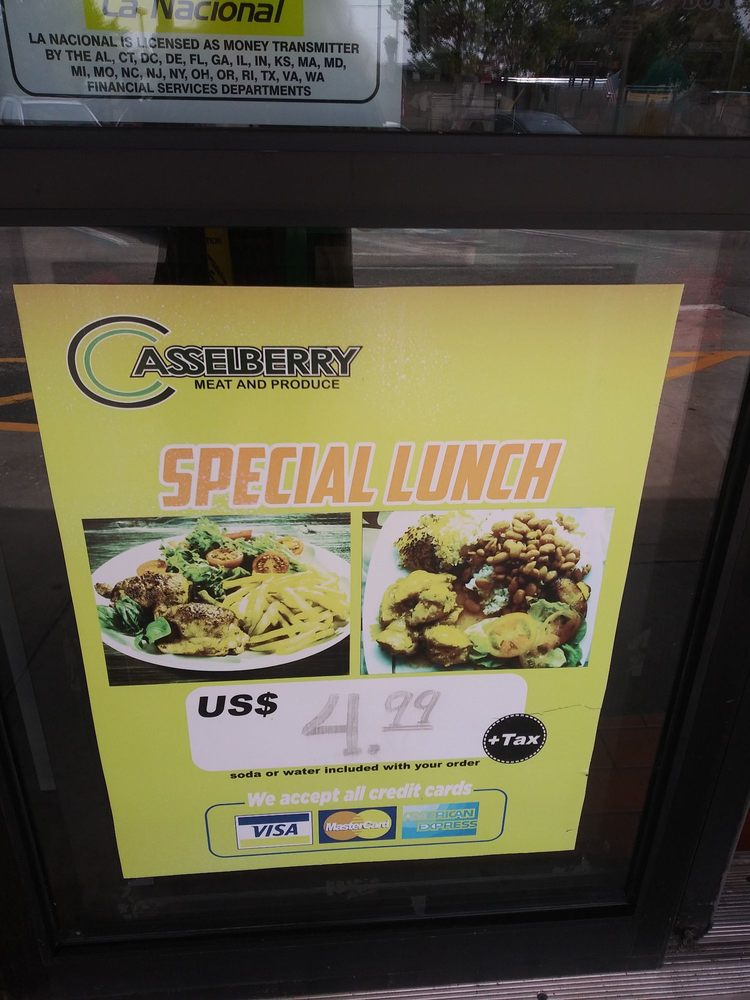 La Nacional
LA NACIONAL IS LICENSED AS MONEY TRANSMITTER
BY THE AL, CT, DC, DE, FL, GA, IL, IN, KS, MA, MD,
MI, MO, NC, NJ, NY, OH, OR, RI, TX, VA, WA
FINANCIAL SERVICES DEPARTMENTS
CASSELBERRY
MEAT AND PRODUCE
SPECIAL LUNCH
US$ 4.99
+Tax
soda or water included with your order
We accept all credit cards
VISA MasterCard AMERICAN
EXPRESS